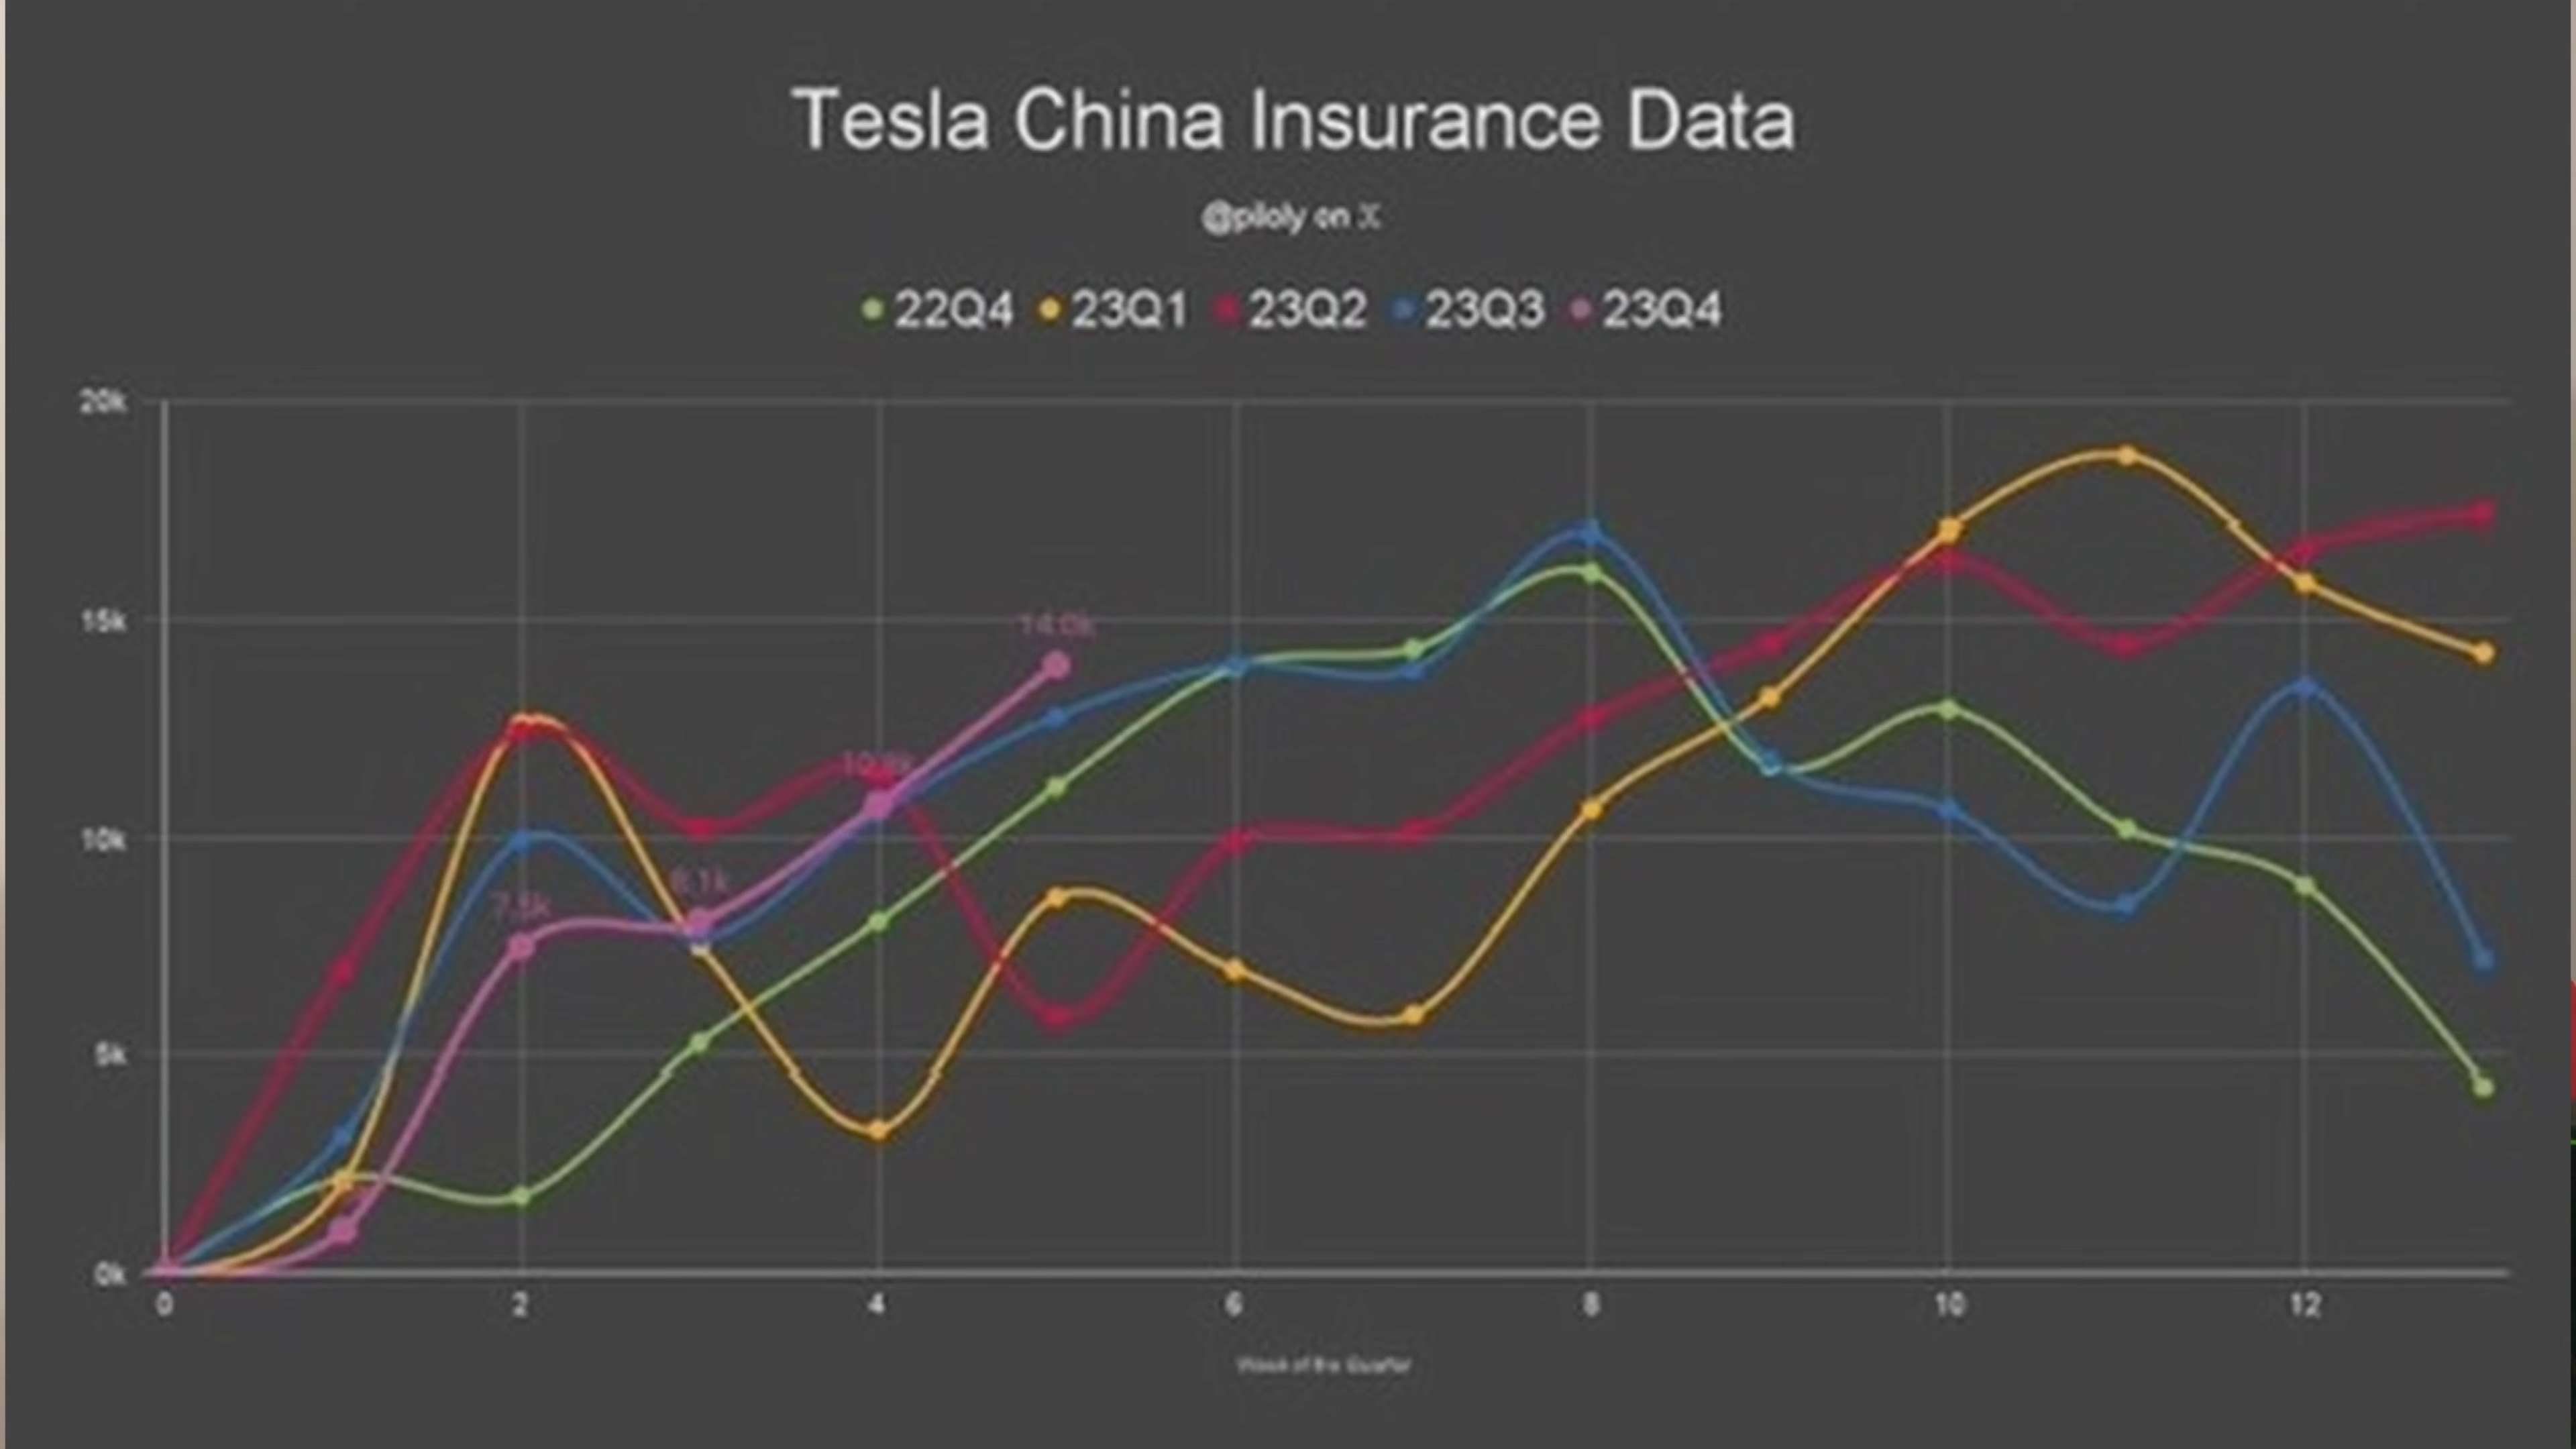 Tesla China Insurance Data
@piloly on X
22Q4 23Q1 23Q2 23Q3 23Q4
20k
15k
10k
5k
0k
14.0k
10.8k
8.1k
7.5k
0 2 4 6 8 10 12
Week of the Quarter